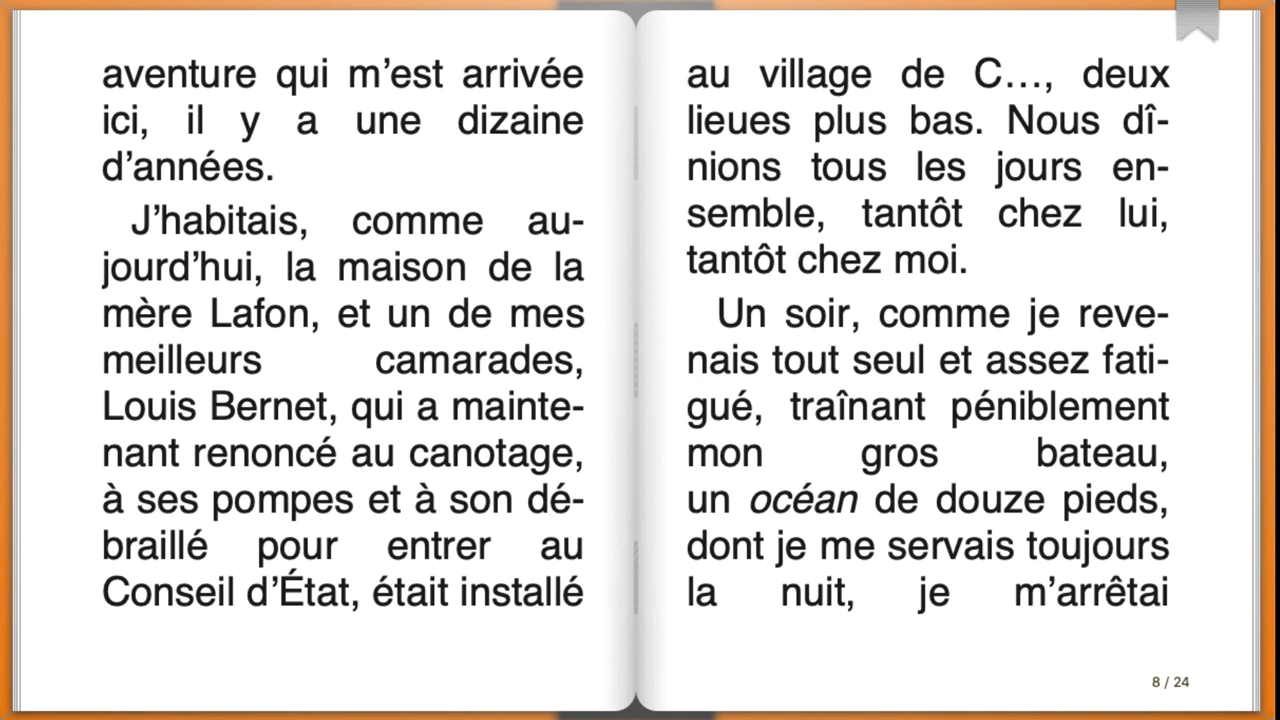 aventure qui m’est arrivée
ici, il y a une dizaine
d’années.
J’habitais, comme au-
jourd’hui, la maison de la
mère Lafon, et un de mes
meilleurs camarades,
Louis Bernet, qui a mainte-
nant renoncé au canotage,
à ses pompes et à son dé-
braillé pour entrer au
Conseil d’État, était installé
au village de C…, deux
lieues plus bas. Nous dî-
nions tous les jours en-
semble, tantôt chez lui,
tantôt chez moi.
Un soir, comme je reve-
nais tout seul et assez fati-
gué, traînant péniblement
mon gros bateau,
un océan de douze pieds,
dont je me servais toujours
la nuit, je m’arrêtai
8 / 24